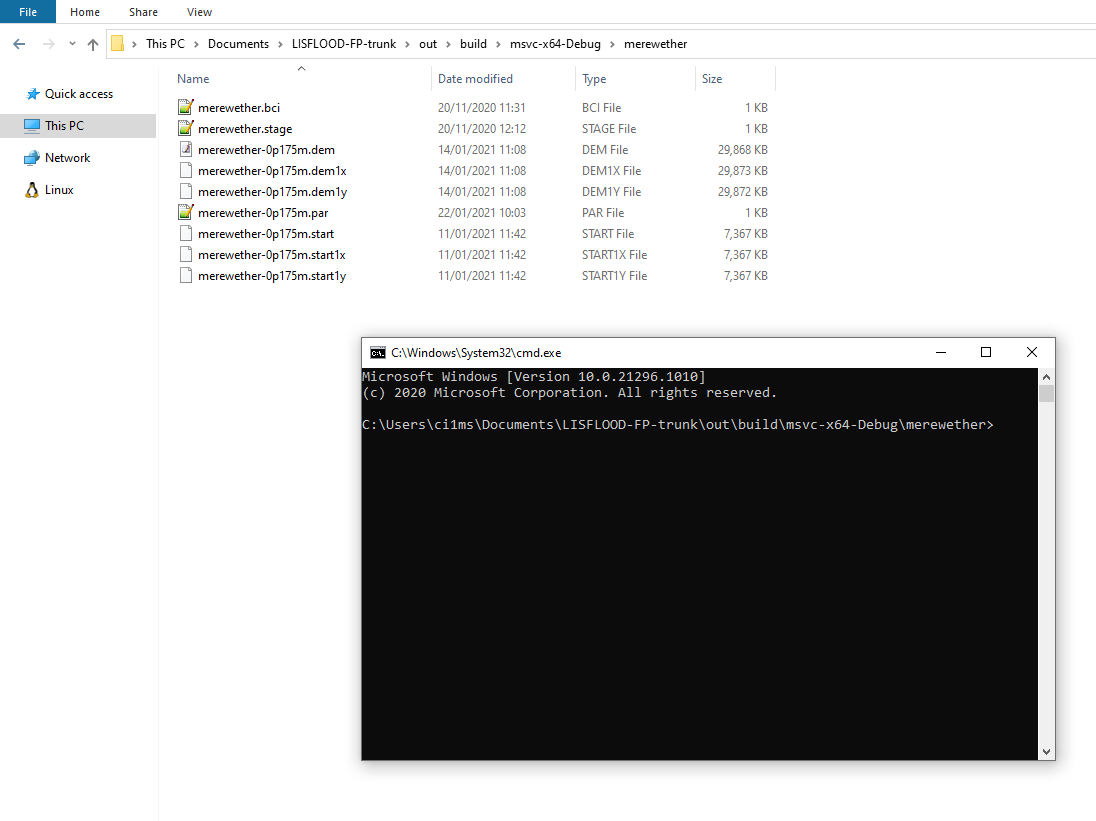 File Home Share View
This PC > Documents > LISFLOOD-FP-trunk > out > build > msvc-x64-Debug > merewether
Quick access
This PC
Network
Linux
Name Date modified Type Size
merewether.bci 20/11/2020 11:31 BCI File 1 KB
merewether.stage 20/11/2020 12:12 STAGE File 1 KB
merewether-0p175m.dem 14/01/2021 11:08 DEM File 29,868 KB
merewether-0p175m.dem1x 14/01/2021 11:08 DEM1X File 29,873 KB
merewether-0p175m.dem1y 14/01/2021 11:08 DEM1Y File 29,872 KB
merewether-0p175m.par 22/01/2021 10:03 PAR File 1 KB
merewether-0p175m.start 11/01/2021 11:42 START File 7,367 KB
merewether-0p175m.start1x 11/01/2021 11:42 START1X File 7,367 KB
merewether-0p175m.start1y 11/01/2021 11:42 START1Y File 7,367 KB
C:\Windows\System32\cmd.exe
Microsoft Windows [Version 10.0.21296.1010]
(c) 2020 Microsoft Corporation. All rights reserved.
C:\Users\ci1ms\Documents\LISFLOOD-FP-trunk\out\build\msvc-x64-Debug\merewether>